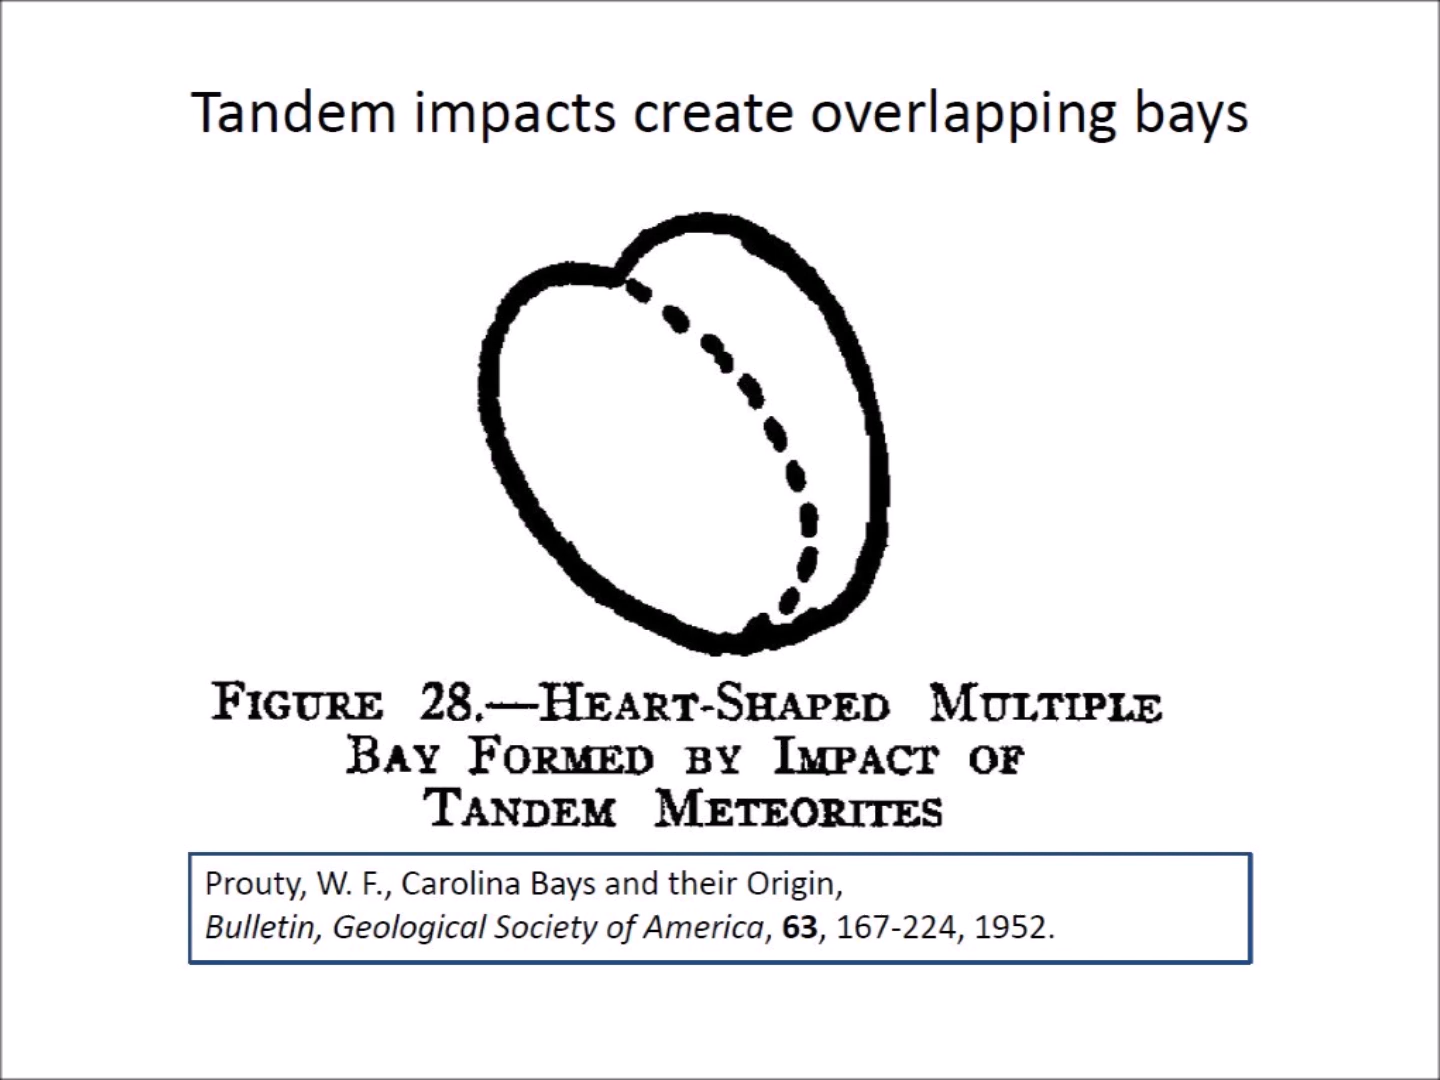 Tandem impacts create overlapping bays
FIGURE 28.—HEART-SHAPED MULTIPLE
BAY FORMED BY IMPACT OF
TANDEM METEORITES
Prouty, W. F., Carolina Bays and their Origin,
Bulletin, Geological Society of America, 63, 167-224, 1952.